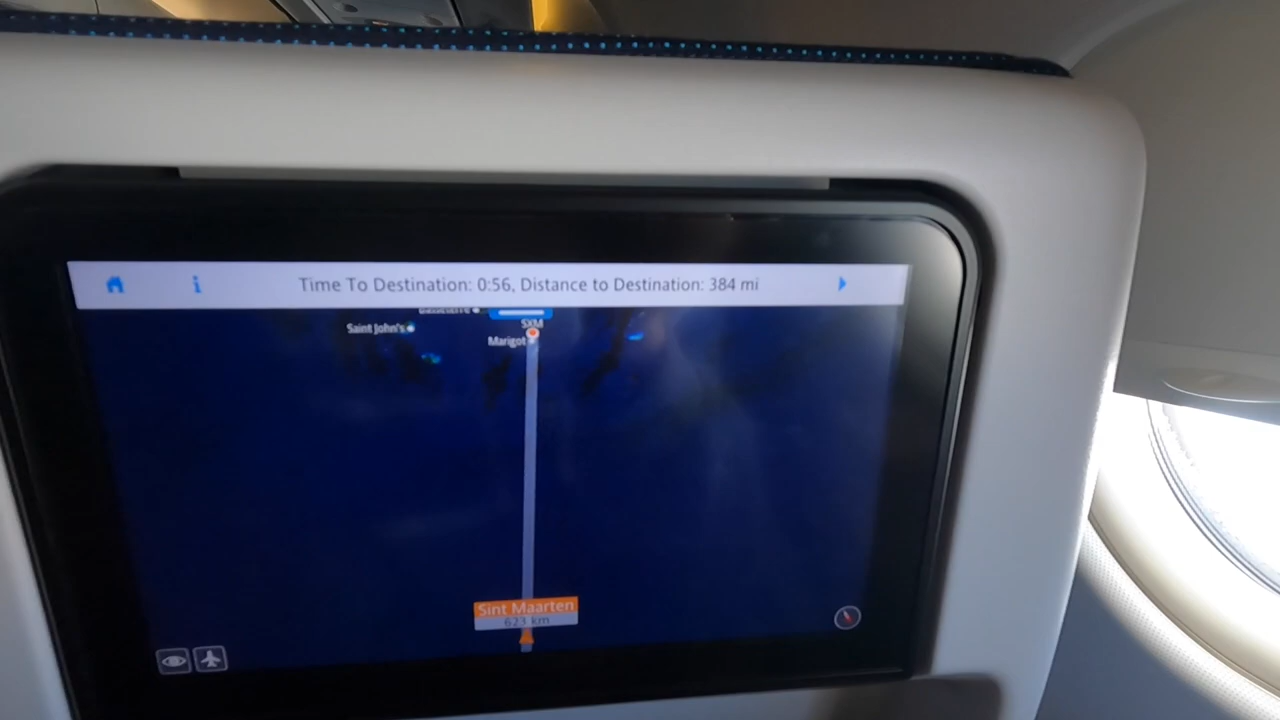 Time To Destination: 0:56, Distance to Destination: 384 mi
SXM
Saint John's
Marigot
Sint Maarten
623 km